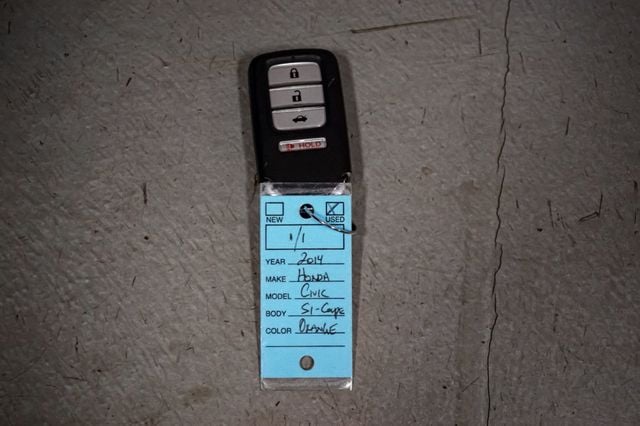 HOLD
NEW USED
1/1
YEAR 2014
MAKE HONDA
MODEL CIVIC
BODY SI-Coupe
COLOR ORANGE